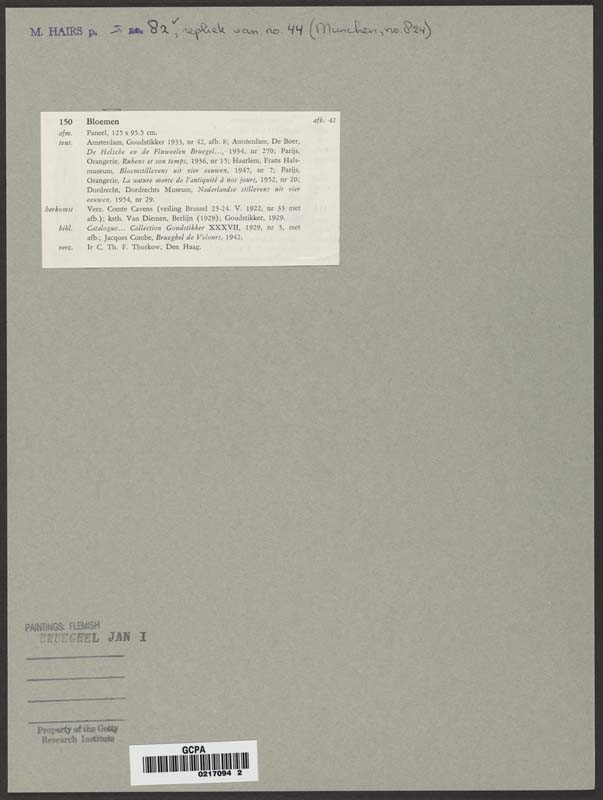 M. HAIRS p. 82, repliek van no. 44 (München, no. 824)
150 Bloemen afb. 41
afm. Paneel, 125 x 95.5 cm.
tent. Amsterdam, Goudstikker 1933, nr 42, afb. 8; Amsterdam, De Boer,
De Helsche en de Fluweelen Bruegel..., 1934, nr 270; Parijs,
Orangerie, Rubens et son temps, 1936, nr 15; Haarlem, Frans Hals-
museum, Bloemstillevens uit vier eeuwen, 1947, nr 7; Parijs,
Orangerie, La nature morte de l'antiquité à nos jours, 1952, nr 20;
Dordrecht, Dordrechts Museum, Nederlandse stillevens uit vier
eeuwen, 1954, nr 29.
herkomst Verz. Comte Cavens (veiling Brussel 23-24. V. 1922, nr 33 met
afb.); ksth. Van Diemen, Berlijn (1929); Goudstikker, 1929.
bibl. Catalogue... Collection Goudstikker XXXVII, 1929, nr 3, met
afb.; Jacques Combe, Brueghel de Velours, 1942.
verz. Ir C. Th. F. Thurkow, Den Haag.
PAINTINGS: FLEMISH
BRUEGHEL JAN I
Property of the Getty
Research Institute
GCPA
0217094 2